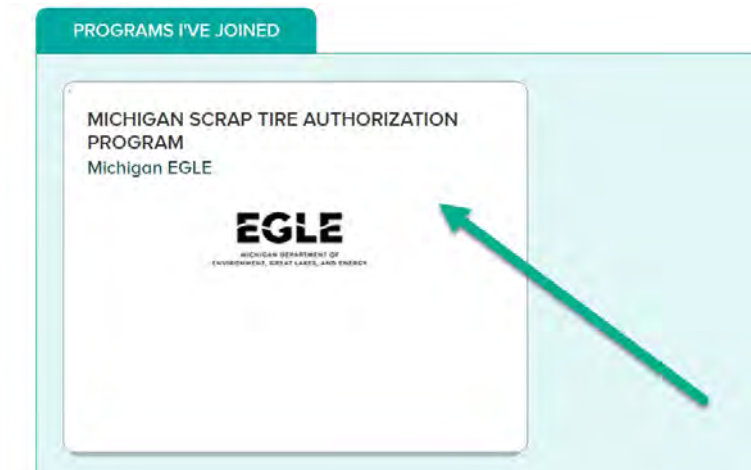 PROGRAMS I'VE JOINED
MICHIGAN SCRAP TIRE AUTHORIZATION
PROGRAM
Michigan EGLE
EGLE
MICHIGAN DEPARTMENT OF
ENVIRONMENT, GREAT LAKES, AND ENERGY